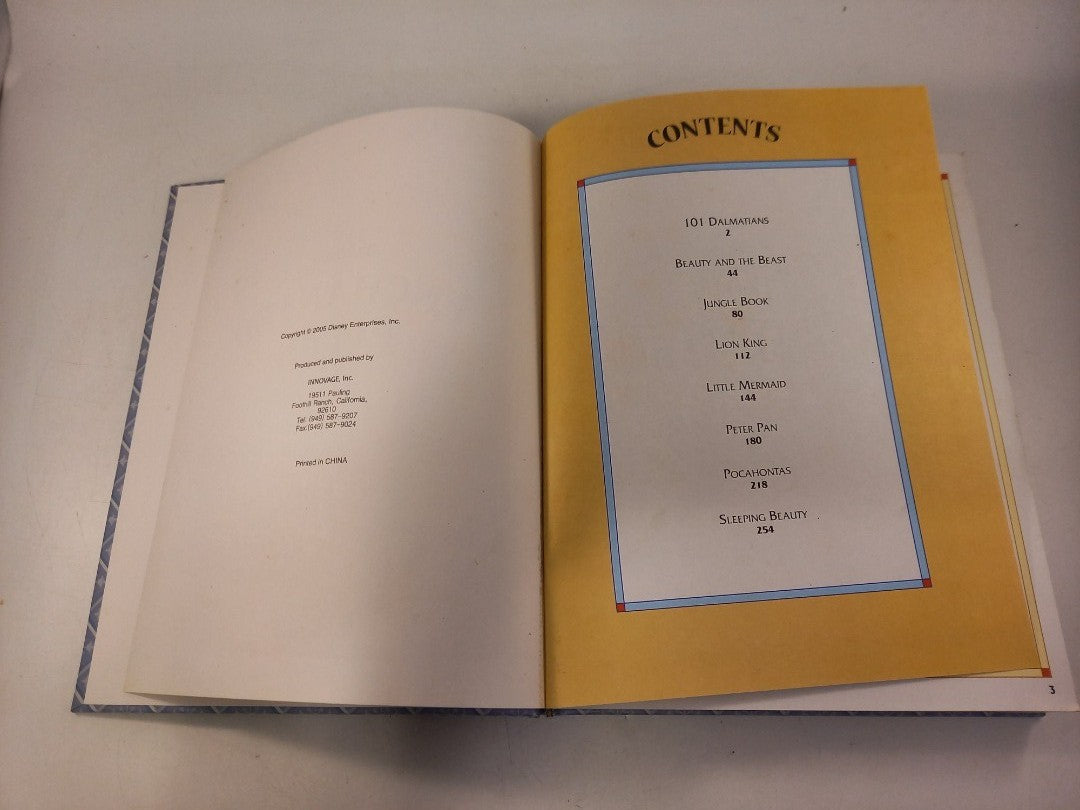 Copyright © 2005 Disney Enterprises, Inc.
Produced and published by
INNOVAGE, Inc.
19511 Pauling
Foothill Ranch, California,
92610
Tel. (949) 587-9207
Fax.(949) 587-9024
Printed in CHINA
CONTENTS
101 DALMATIANS
2
BEAUTY AND THE BEAST
44
JUNGLE BOOK
80
LION KING
112
LITTLE MERMAID
144
PETER PAN
180
POCAHONTAS
218
SLEEPING BEAUTY
254
3